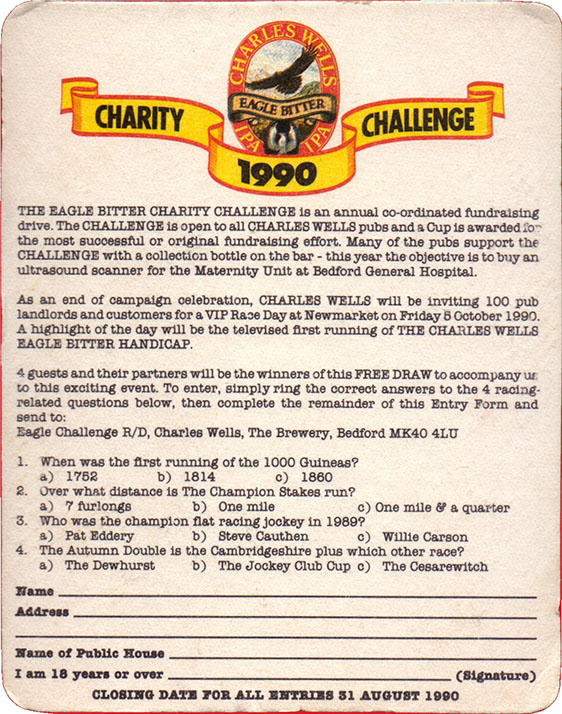 CHARLES WELLS
EAGLE BITTER
IPA IPA
CHARITY CHALLENGE
1990
THE EAGLE BITTER CHARITY CHALLENGE is an annual co-ordinated fundraising
drive. The CHALLENGE is open to all CHARLES WELLS pubs and a Cup is awarded for
the most successful or original fundraising effort. Many of the pubs support the
CHALLENGE with a collection bottle on the bar - this year the objective is to buy an
ultrasound scanner for the Maternity Unit at Bedford General Hospital.
As an end of campaign celebration, CHARLES WELLS will be inviting 100 pub
landlords and customers for a VIP Race Day at Newmarket on Friday 5 October 1990.
A highlight of the day will be the televised first running of THE CHARLES WELLS
EAGLE BITTER HANDICAP.
4 guests and their partners will be the winners of this FREE DRAW to accompany us
to this exciting event. To enter, simply ring the correct answers to the 4 racing-
related questions below, then complete the remainder of this Entry Form and
send to:
Eagle Challenge R/D, Charles Wells, The Brewery, Bedford MK40 4LU
1. When was the first running of the 1000 Guineas?
a) 1752 b) 1814 c) 1860
2. Over what distance is The Champion Stakes run?
a) 7 furlongs b) One mile c) One mile & a quarter
3. Who was the champion flat racing jockey in 1989?
a) Pat Eddery b) Steve Cauthen c) Willie Carson
4. The Autumn Double is the Cambridgeshire plus which other race?
a) The Dewhurst b) The Jockey Club Cup c) The Cesarewitch
Name
Address
Name of Public House
I am 18 years or over (Signature)
CLOSING DATE FOR ALL ENTRIES 31 AUGUST 1990